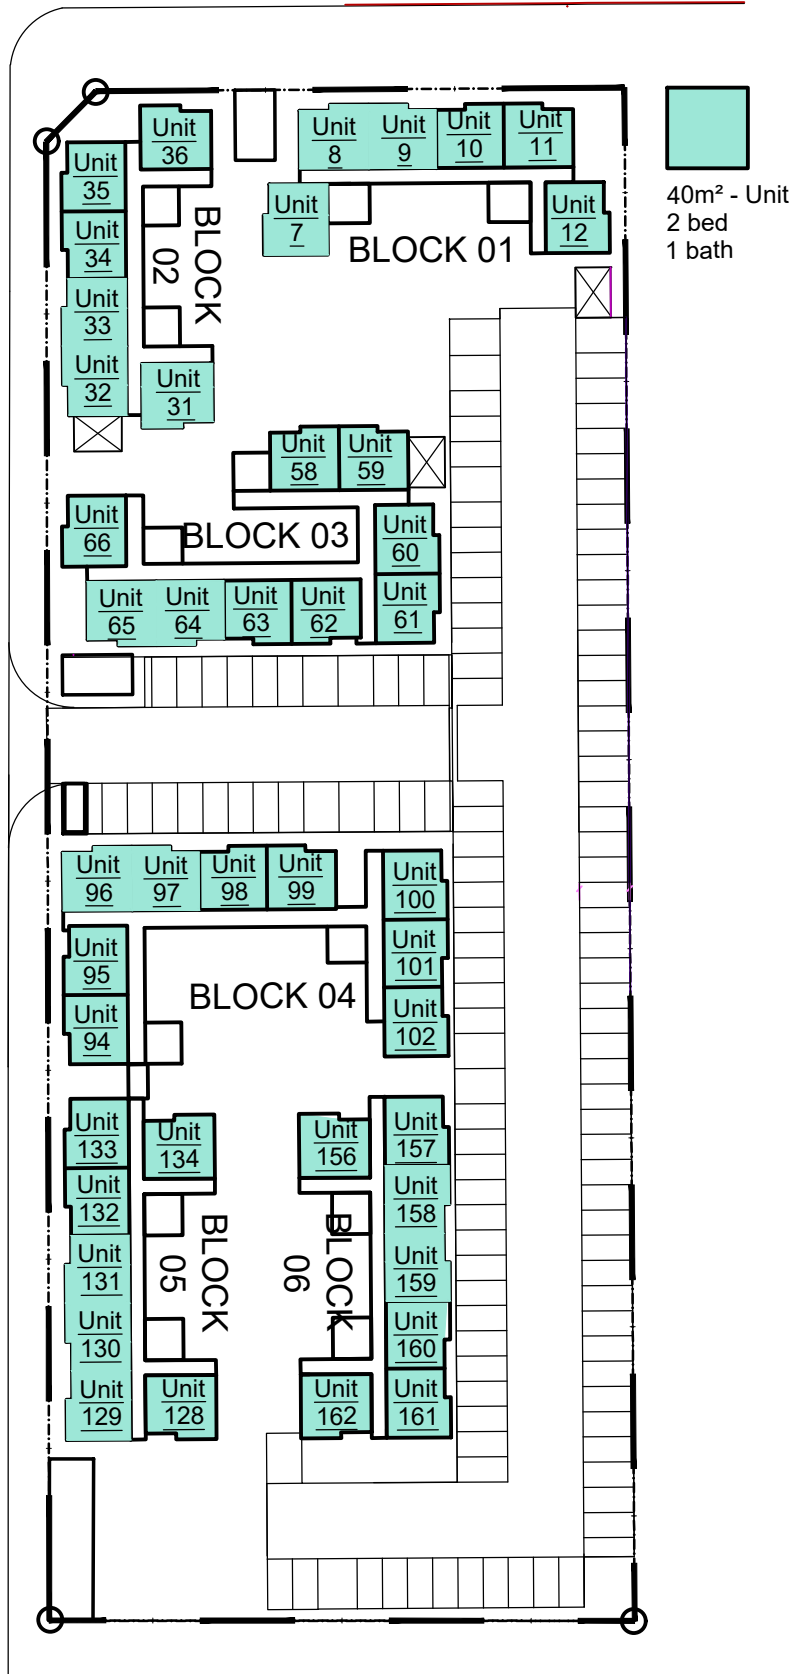 Unit
36
Unit
8
Unit
9
Unit
10
Unit
11
Unit
35
Unit
7
Unit
12
40m² - Unit
2 bed
1 bath
BLOCK 01
BLOCK
02
Unit
34
Unit
33
Unit
32
Unit
31
Unit
58
Unit
59
Unit
66
BLOCK 03
Unit
60
Unit
65
Unit
64
Unit
63
Unit
62
Unit
61
Unit
96
Unit
97
Unit
98
Unit
99
Unit
100
Unit
95
Unit
101
BLOCK 04
Unit
94
Unit
102
Unit
133
Unit
134
Unit
156
Unit
157
Unit
132
Unit
158
BLOCK
05
BLOCK
06
Unit
131
Unit
159
Unit
130
Unit
160
Unit
129
Unit
128
Unit
162
Unit
161